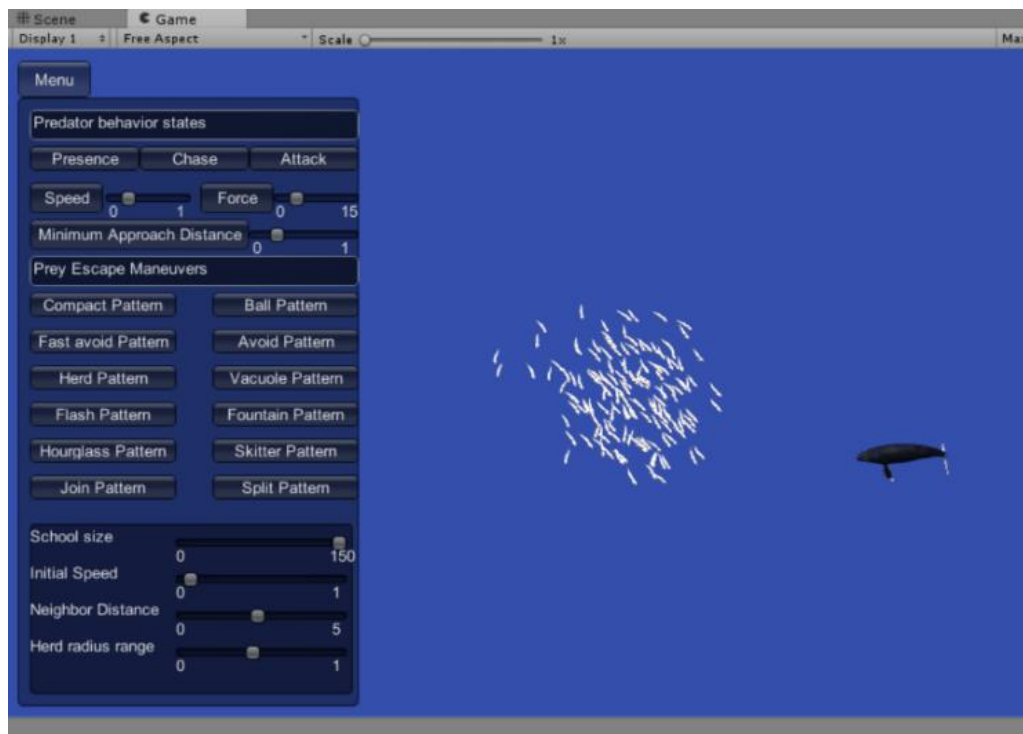 Scene Game
Display 1 Free Aspect Scale 1x
Menu
Predator behavior states
Presence Chase Attack
Speed 0 1 Force 0 15
Minimum Approach Distance 0 1
Prey Escape Maneuvers
Compact Pattern Ball Pattern
Fast avoid Pattern Avoid Pattern
Herd Pattern Vacuole Pattern
Flash Pattern Fountain Pattern
Hourglass Pattern Skitter Pattern
Join Pattern Split Pattern
School size
0 150
Initial Speed
0 1
Neighbor Distance
0 5
Herd radius range
0 1